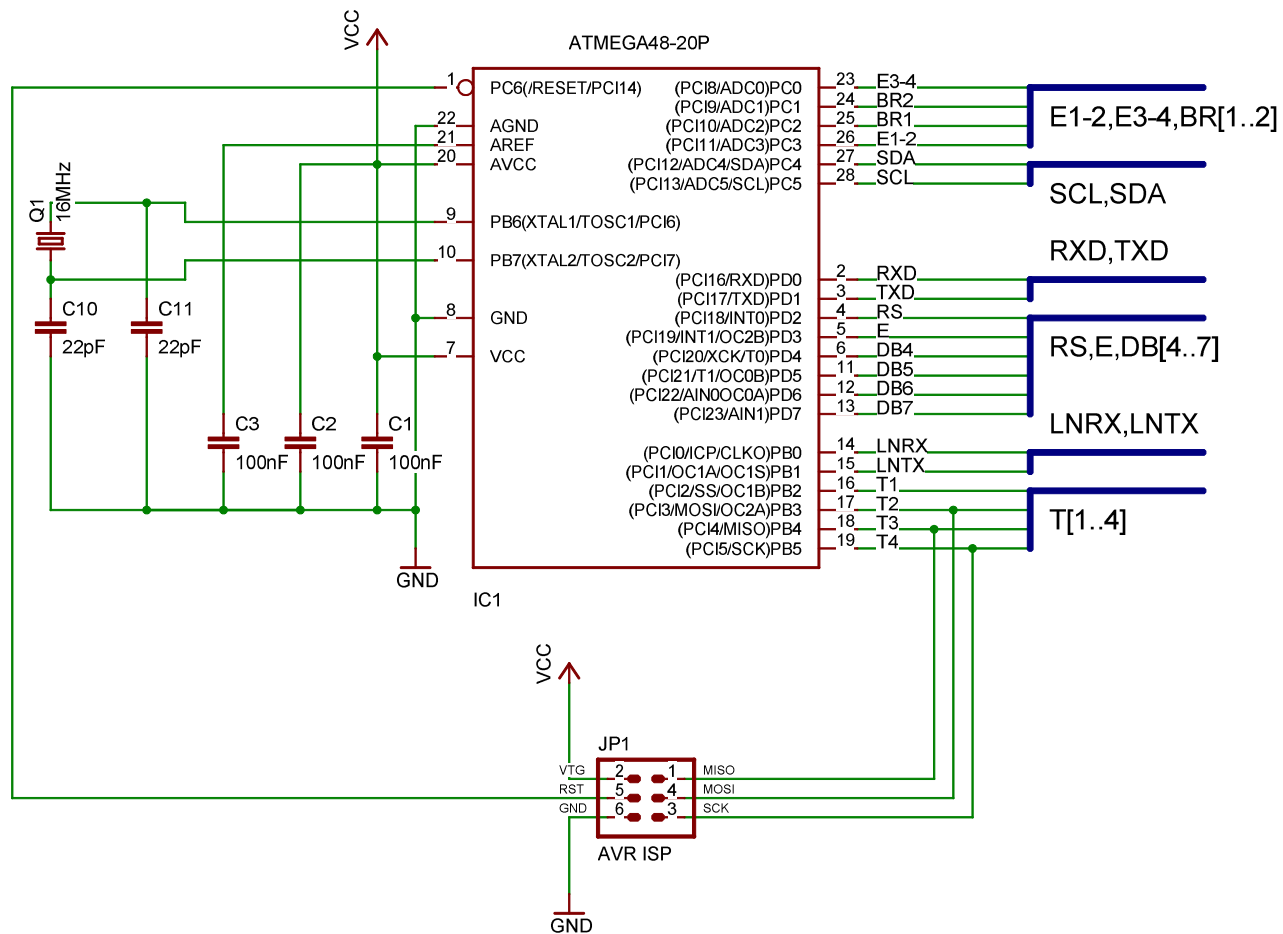 VCC
ATMEGA48-20P
1
PC6(/RESET/PCI14)
22
AGND
21
AREF
20
AVCC
9
PB6(XTAL1/TOSC1/PCI6)
10
PB7(XTAL2/TOSC2/PCI7)
8
GND
7
VCC
(PCI8/ADC0)PC0
23
E3-4
(PCI9/ADC1)PC1
24
BR2
(PCI10/ADC2)PC2
25
BR1
(PCI11/ADC3)PC3
26
E1-2
(PCI12/ADC4/SDA)PC4
27
SDA
(PCI13/ADC5/SCL)PC5
28
SCL
(PCI16/RXD)PD0
2
RXD
(PCI17/TXD)PD1
3
TXD
(PCI18/INT0)PD2
4
RS
(PCI19/INT1/OC2B)PD3
5
E
(PCI20/XCK/T0)PD4
6
DB4
(PCI21/T1/OC0B)PD5
11
DB5
(PCI22/AIN0OC0A)PD6
12
DB6
(PCI23/AIN1)PD7
13
DB7
(PCI0/ICP/CLKO)PB0
14
LNRX
(PCI1/OC1A/OC1S)PB1
15
LNTX
(PCI2/SS/OC1B)PB2
16
T1
(PCI3/MOSI/OC2A)PB3
17
T2
(PCI4/MISO)PB4
18
T3
(PCI5/SCK)PB5
19
T4
E1-2,E3-4,BR[1..2]
SCL,SDA
RXD,TXD
RS,E,DB[4..7]
LNRX,LNTX
T[1..4]
Q1
16MHz
C10
22pF
C11
22pF
C3
100nF
C2
100nF
C1
100nF
GND
IC1
VCC
JP1
VTG
2
1
MISO
RST
5
4
MOSI
GND
6
3
SCK
AVR ISP
GND